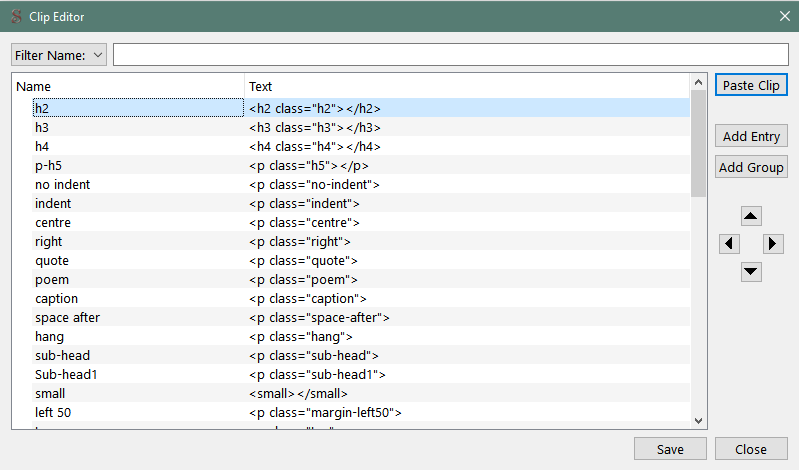 Clip Editor
Filter Name:
Name Text
Paste Clip
h2 <h2 class="h2"></h2>
h3 <h3 class="h3"></h3>
h4 <h4 class="h4"></h4>
p-h5 <p class="h5"></p>
no indent <p class="no-indent">
indent <p class="indent">
centre <p class="centre">
right <p class="right">
quote <p class="quote">
poem <p class="poem">
caption <p class="caption">
space after <p class="space-after">
hang <p class="hang">
sub-head <p class="sub-head">
Sub-head1 <p class="sub-head1">
small <small></small>
left 50 <p class="margin-left50">
Add Entry
Add Group
Save
Close